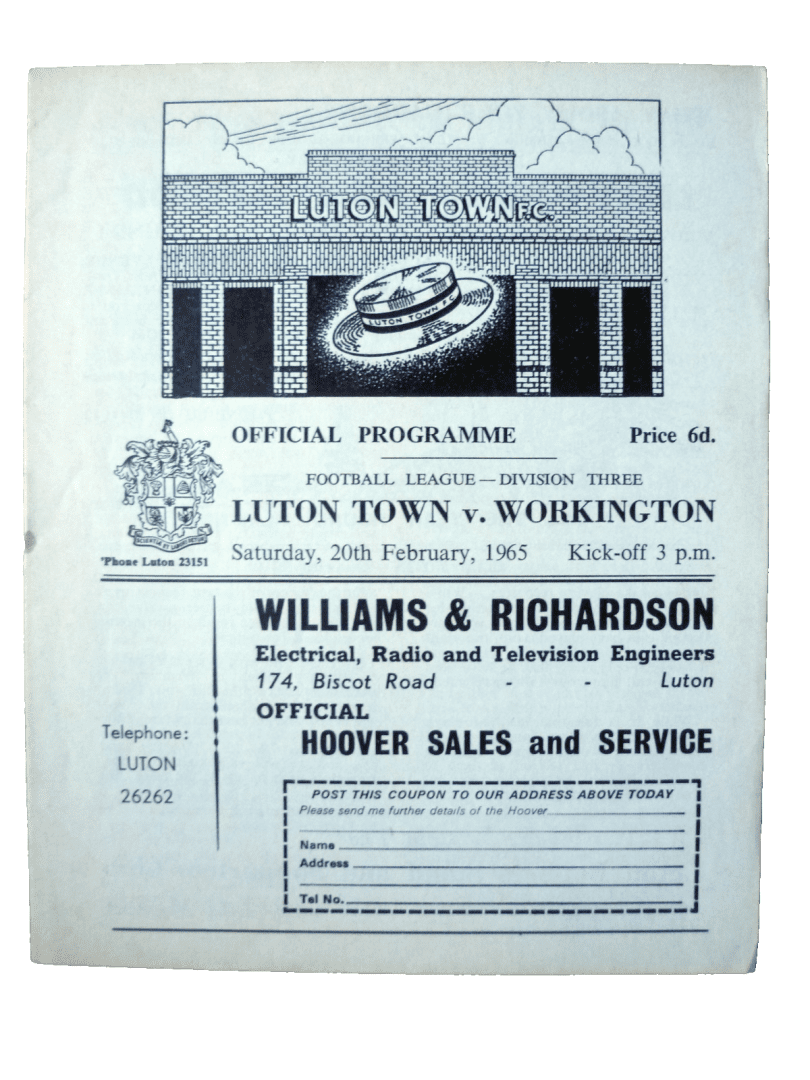 LUTON TOWN F.C.
LUTON TOWN F.C.
OFFICIAL PROGRAMME Price 6d.
FOOTBALL LEAGUE — DIVISION THREE
LUTON TOWN v. WORKINGTON
Saturday, 20th February, 1965 Kick-off 3 p.m.
'Phone Luton 23151
WILLIAMS & RICHARDSON
Electrical, Radio and Television Engineers
174, Biscot Road - - Luton
OFFICIAL
HOOVER SALES and SERVICE
Telephone:
LUTON
26262
POST THIS COUPON TO OUR ADDRESS ABOVE TODAY
Please send me further details of the Hoover
Name
Address
Tel No.